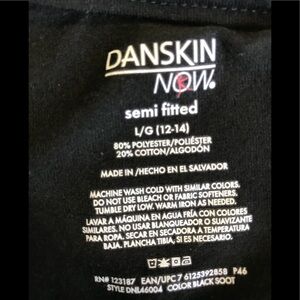 DANSKIN
NOW®
semi fitted
L/G (12-14)
80% POLYESTER/POLIÉSTER
20% COTTON/ALGODÓN
MADE IN /HECHO EN EL SALVADOR
MACHINE WASH COLD WITH SIMILAR COLORS.
DO NOT USE BLEACH OR FABRIC SOFTENERS.
TUMBLE DRY LOW. WARM IRON AS NEEDED.
LAVAR A MÁQUINA EN AGUA FRÍA CON COLORES
SIMILARES. NO USAR BLANQUEADOR O SUAVIZANTE
PARA ROPA. SECAR EN SECADORA A TEMPERATURA
BAJA. PLANCHA TIBIA, SI ES NECESARIO.
RN# 123187 EAN/UPC 7 6125392858 P46
STYLE DNL46004 COLOR BLACK SOOT